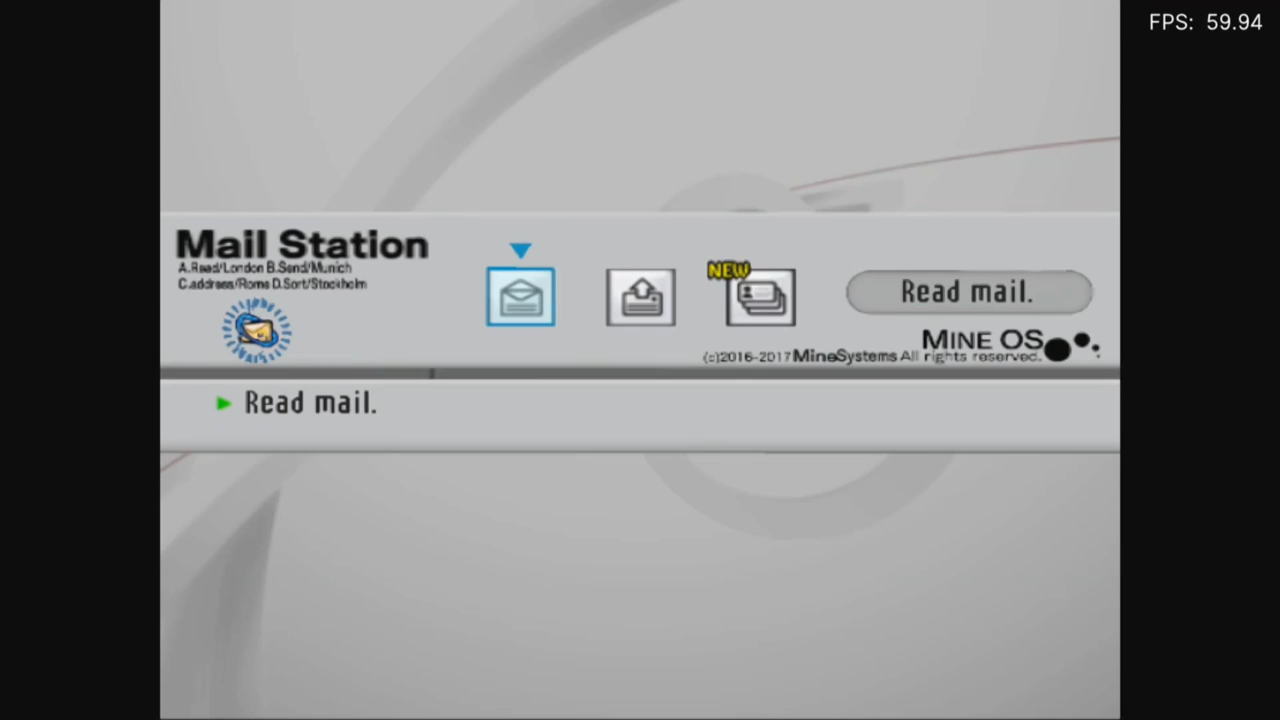 FPS: 59.94
Mail Station
A.Read/London B.Send/Munich
C.address/Rome D.Sort/Stockholm
NEW
Read mail.
MINE OS
(c)2016-2017 MineSystems All rights reserved.
Read mail.